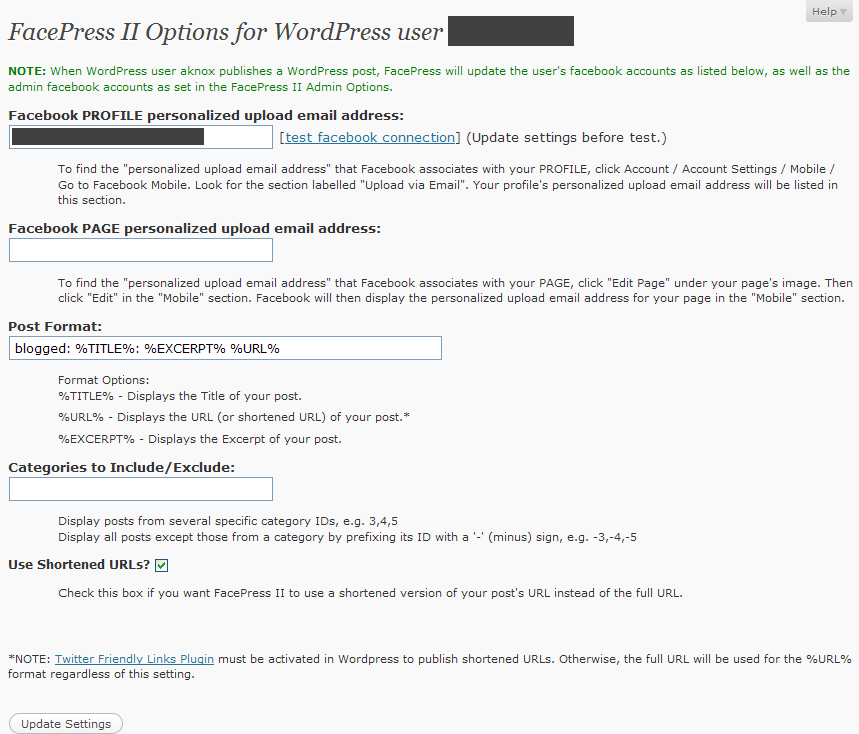 Help
FacePress II Options for WordPress user
NOTE: When WordPress user aknox publishes a WordPress post, FacePress will update the user's facebook accounts as listed below, as well as the
admin facebook accounts as set in the FacePress II Admin Options.
Facebook PROFILE personalized upload email address:
[test facebook connection] (Update settings before test.)
To find the "personalized upload email address" that Facebook associates with your PROFILE, click Account / Account Settings / Mobile /
Go to Facebook Mobile. Look for the section labelled "Upload via Email". Your profile's personalized upload email address will be listed in
this section.
Facebook PAGE personalized upload email address:
To find the "personalized upload email address" that Facebook associates with your PAGE, click "Edit Page" under your page's image. Then
click "Edit" in the "Mobile" section. Facebook will then display the personalized upload email address for your page in the "Mobile" section.
Post Format:
blogged: %TITLE%: %EXCERPT% %URL%
Format Options:
%TITLE% - Displays the Title of your post.
%URL% - Displays the URL (or shortened URL) of your post.*
%EXCERPT% - Displays the Excerpt of your post.
Categories to Include/Exclude:
Display posts from several specific category IDs, e.g. 3,4,5
Display all posts except those from a category by prefixing its ID with a '-' (minus) sign, e.g. -3,-4,-5
Use Shortened URLs?
Check this box if you want FacePress II to use a shortened version of your post's URL instead of the full URL.
*NOTE: Twitter Friendly Links Plugin must be activated in Wordpress to publish shortened URLs. Otherwise, the full URL will be used for the %URL%
format regardless of this setting.
Update Settings